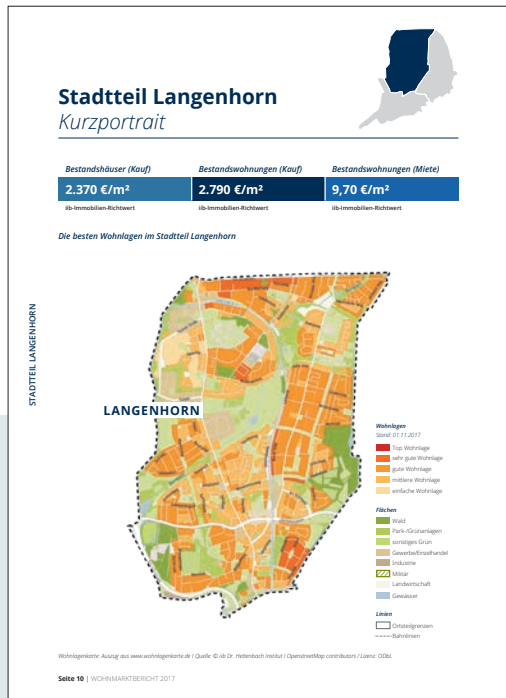 Stadtteil Langenhorn
Kurzportrait
Bestandshäuser (Kauf)
2.370 €/m²
iib-Immobilien-Richtwert
Bestandswohnungen (Kauf)
2.790 €/m²
iib-Immobilien-Richtwert
Bestandswohnungen (Miete)
9,70 €/m²
iib-Immobilien-Richtwert
Die besten Wohnlagen im Stadtteil Langenhorn
STADTTEIL LANGENHORN
LANGENHORN
Wohnlagen
Stand: 01.11.2017
Top Wohnlage
sehr gute Wohnlage
gute Wohnlage
mittlere Wohnlage
einfache Wohnlage
Flächen
Wald
Park-/Grünanlagen
sonstiges Grün
Gewerbe/Einzelhandel
Industrie
Militär
Landwirtschaft
Gewässer
Linien
Ortsteilgrenzen
Bahnlinien
Wohnlagenkarte: Auszug aus www.wohnlagenkarte.de I Quelle: © iib Dr. Hettenbach Institut I OpenstreetMap contributors / Lizenz: ODbL
Seite 10 | WOHNMARKTBERICHT 2017